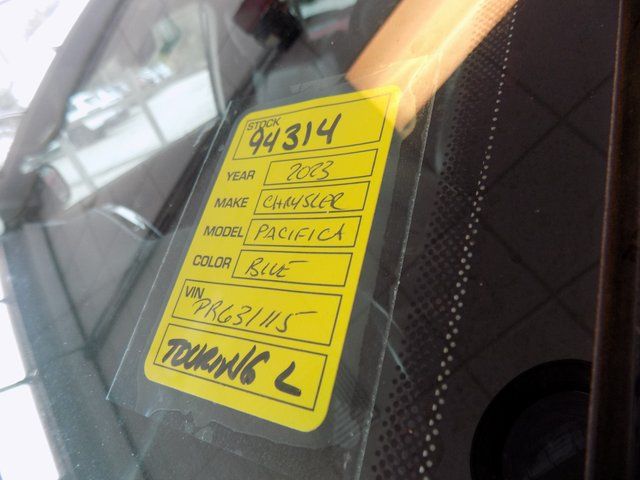 STOCK
94314
YEAR 2023
MAKE CHRYSLER
MODEL PACIFICA
COLOR BLUE
VIN
PR631115
TOURING L